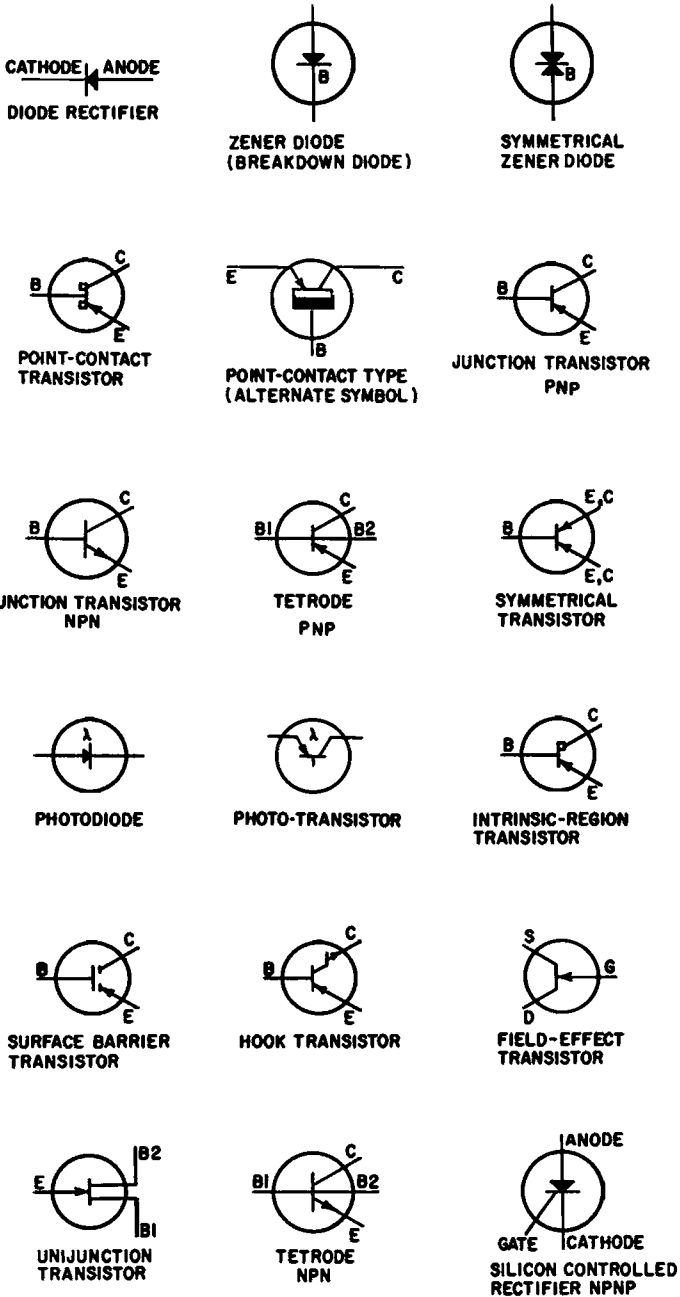 CATHODE ANODE
DIODE RECTIFIER
B
ZENER DIODE
(BREAKDOWN DIODE)
B
SYMMETRICAL
ZENER DIODE
C
B
E
POINT-CONTACT
TRANSISTOR
E
C
B
POINT-CONTACT TYPE
(ALTERNATE SYMBOL)
C
B
E
JUNCTION TRANSISTOR
PNP
C
B
E
UNCTION TRANSISTOR
NPN
C
B1 B2
E
TETRODE
PNP
E,C
B
E,C
SYMMETRICAL
TRANSISTOR
λ
PHOTODIODE
λ
PHOTO-TRANSISTOR
C
B
E
INTRINSIC-REGION
TRANSISTOR
C
B
E
SURFACE BARRIER
TRANSISTOR
C
B
E
HOOK TRANSISTOR
S
G
D
FIELD-EFFECT
TRANSISTOR
B2
E
B1
UNIJUNCTION
TRANSISTOR
C
B1 B2
E
TETRODE
NPN
ANODE
GATE CATHODE
SILICON CONTROLLED
RECTIFIER NPNP